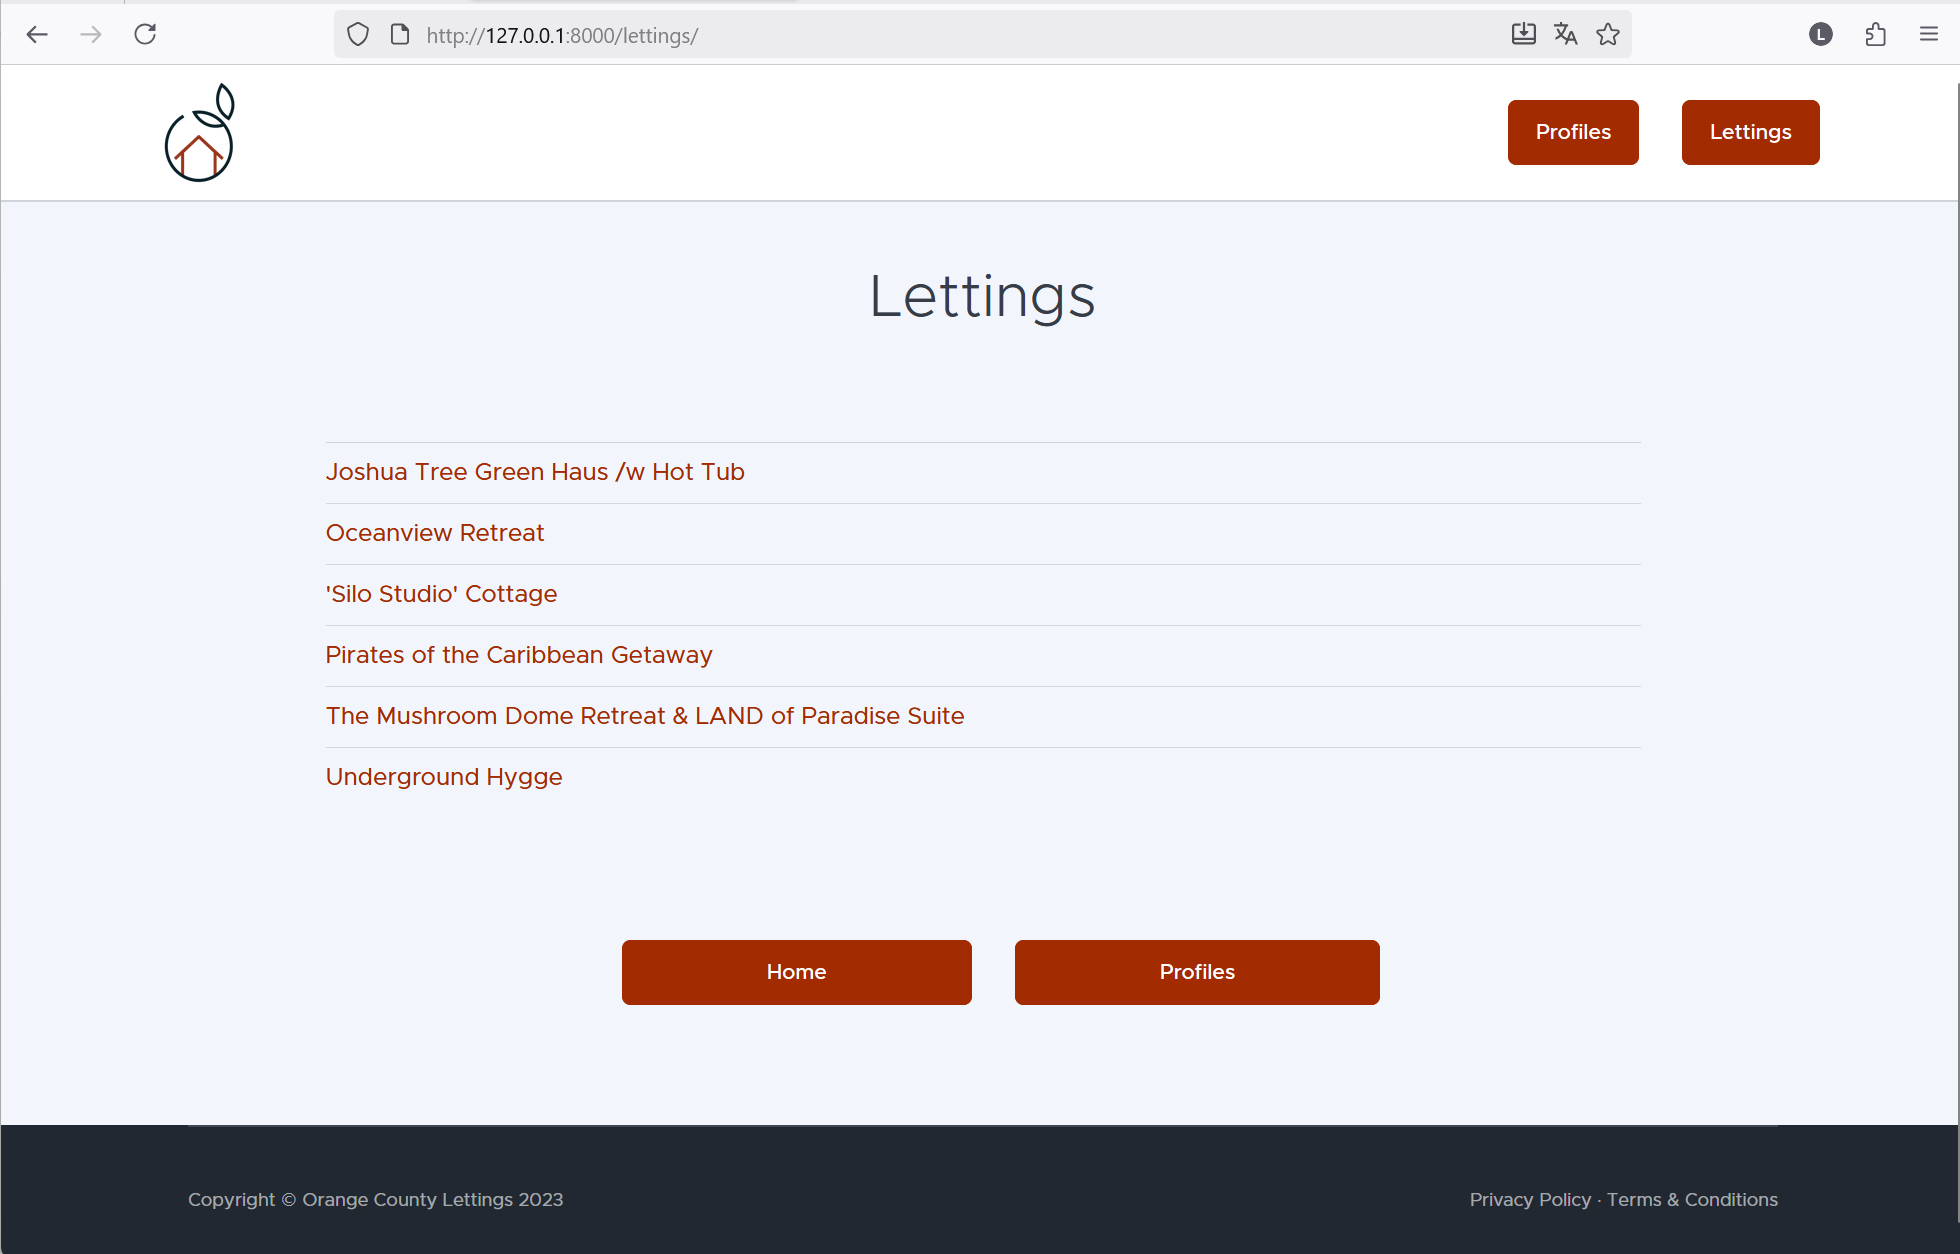 http://127.0.0.1:8000/lettings/
L
Profiles
Lettings
Lettings
Joshua Tree Green Haus /w Hot Tub
Oceanview Retreat
'Silo Studio' Cottage
Pirates of the Caribbean Getaway
The Mushroom Dome Retreat & LAND of Paradise Suite
Underground Hygge
Home
Profiles
Copyright © Orange County Lettings 2023
Privacy Policy · Terms & Conditions